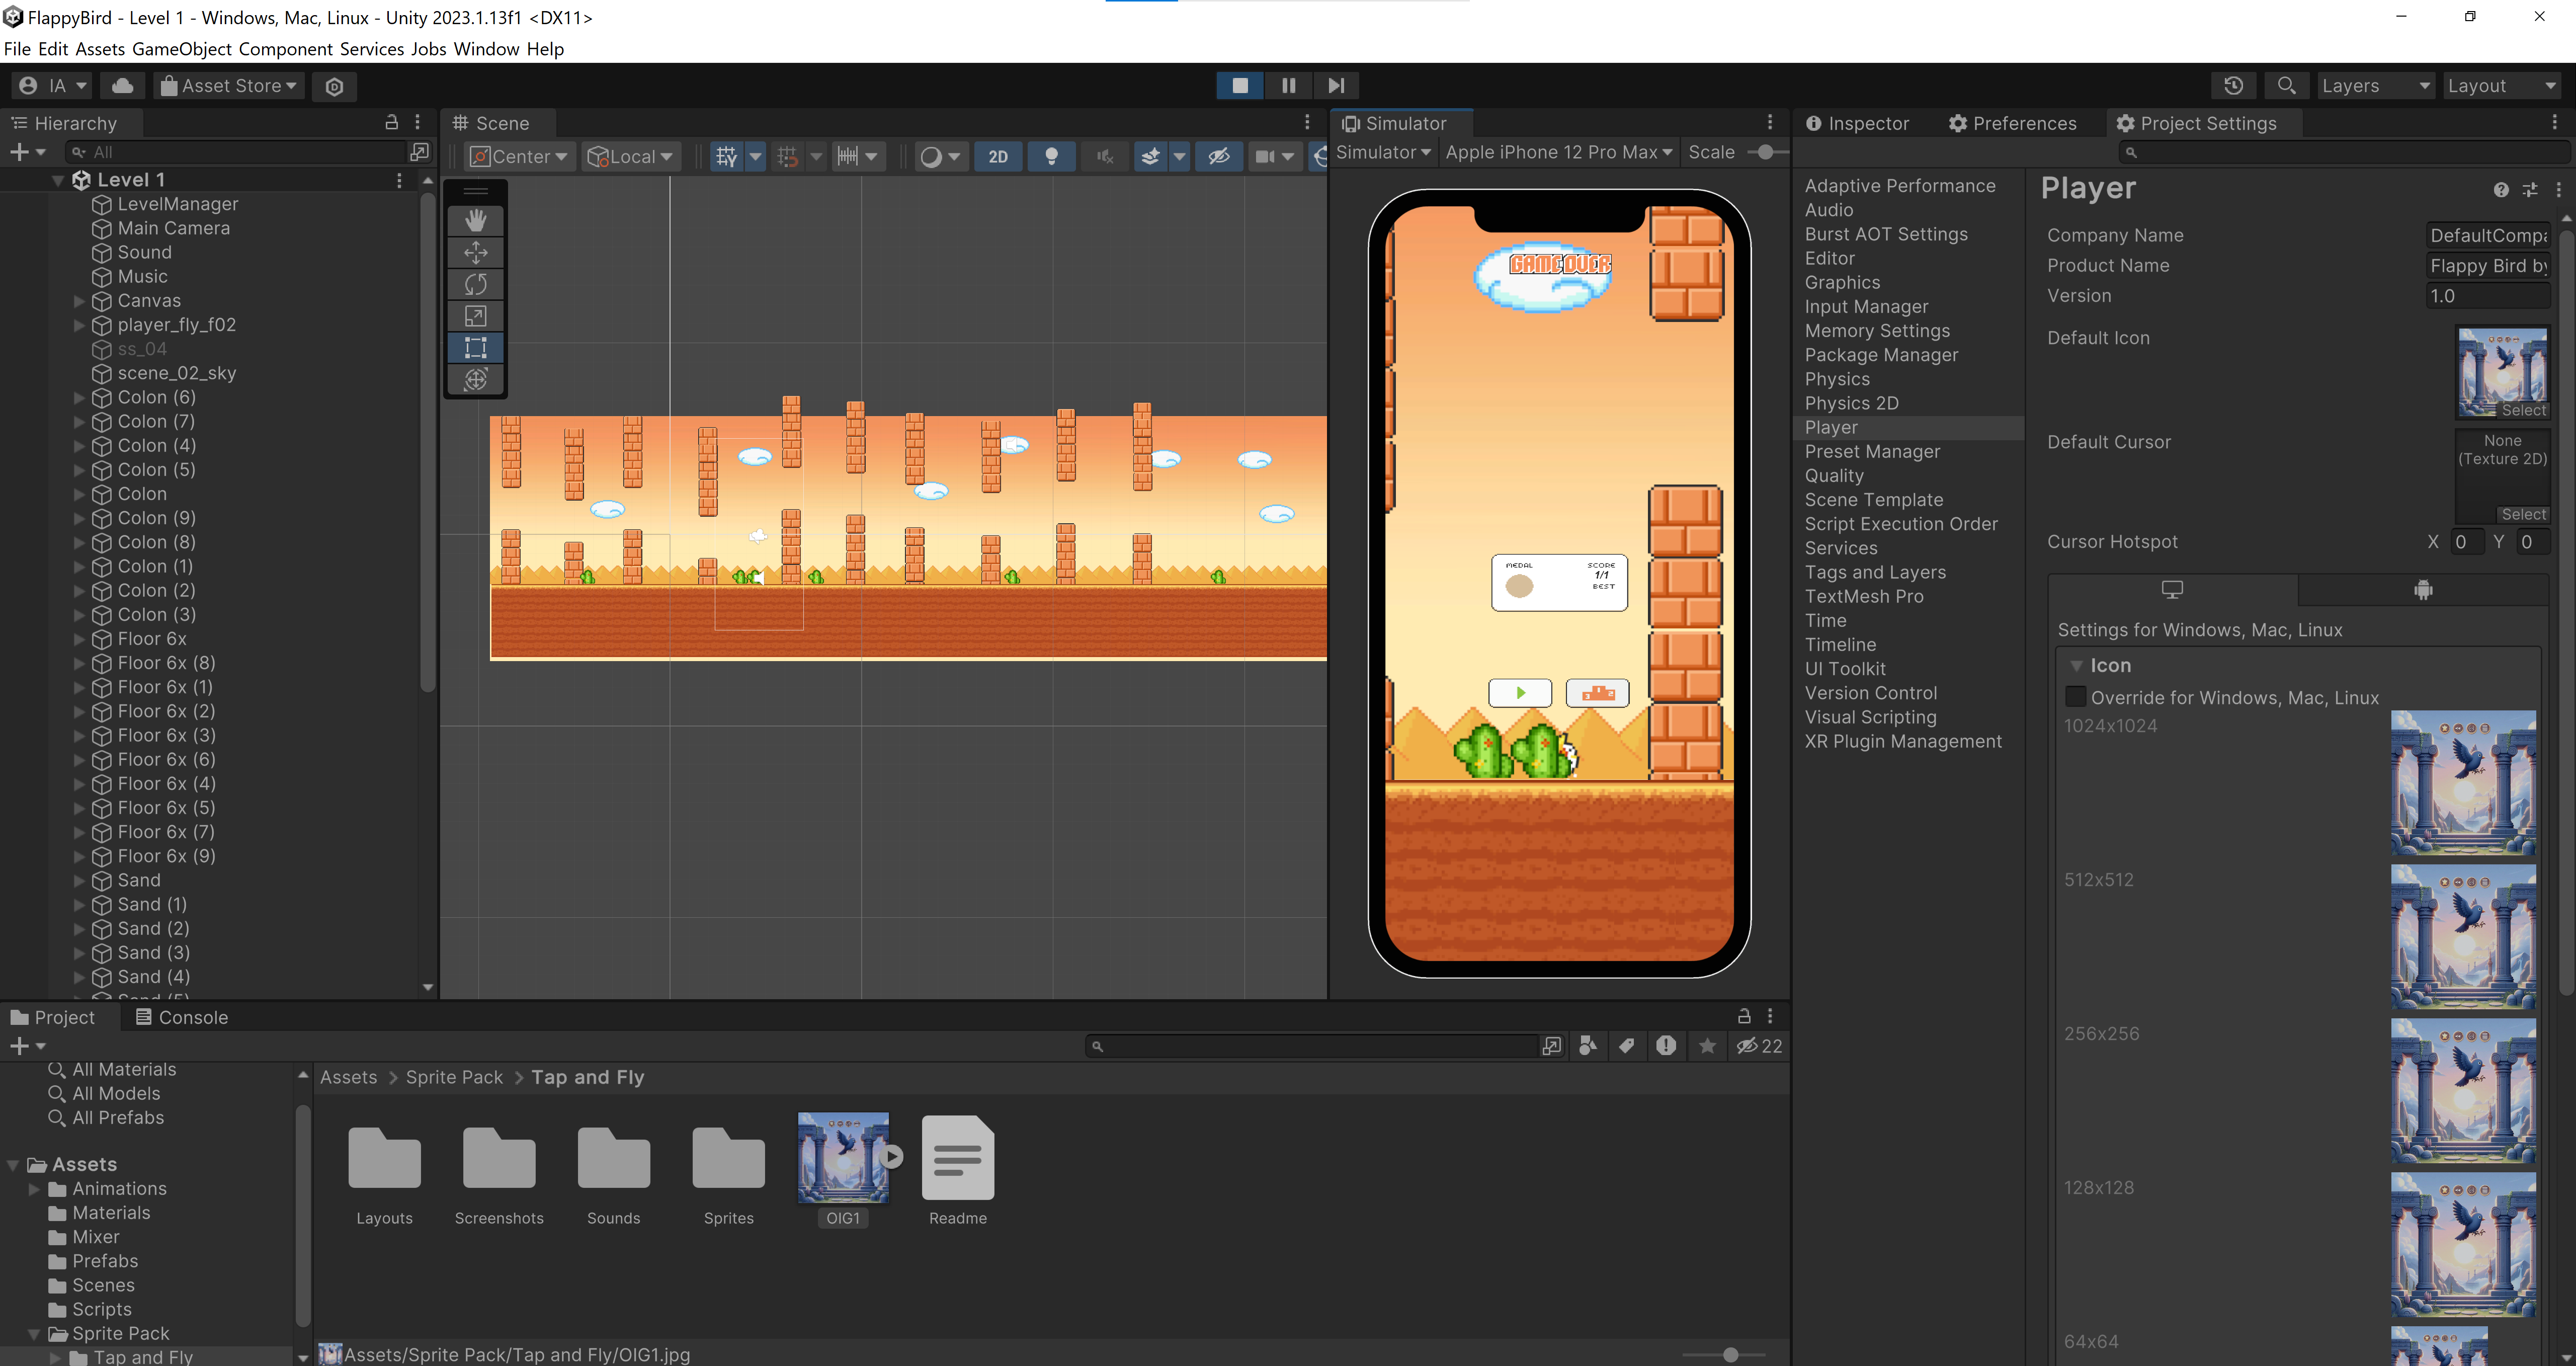 FlappyBird - Level 1 - Windows, Mac, Linux - Unity 2023.1.13f1 <DX11>
File Edit Assets GameObject Component Services Jobs Window Help
IA Asset Store Layers Layout
Hierarchy
All
Level 1
LevelManager
Main Camera
Sound
Music
Canvas
player_fly_f02
ss_04
scene_02_sky
Colon (6)
Colon (7)
Colon (4)
Colon (5)
Colon
Colon (9)
Colon (8)
Colon (1)
Colon (2)
Colon (3)
Floor 6x
Floor 6x (8)
Floor 6x (1)
Floor 6x (2)
Floor 6x (3)
Floor 6x (6)
Floor 6x (4)
Floor 6x (5)
Floor 6x (7)
Floor 6x (9)
Sand
Sand (1)
Sand (2)
Sand (3)
Sand (4)
Sand (5)
Scene
Center Local 2D
Simulator
Simulator Apple iPhone 12 Pro Max Scale
GAME OVER
MEDAL SCORE
1/1
BEST
3 1 2
Inspector Preferences Project Settings
Adaptive Performance
Audio
Burst AOT Settings
Editor
Graphics
Input Manager
Memory Settings
Package Manager
Physics
Physics 2D
Player
Preset Manager
Quality
Scene Template
Script Execution Order
Services
Tags and Layers
TextMesh Pro
Time
Timeline
UI Toolkit
Version Control
Visual Scripting
XR Plugin Management
Player
Company Name DefaultCompa
Product Name Flappy Bird by
Version 1.0
Default Icon
Select
Default Cursor
None
(Texture 2D)
Select
Cursor Hotspot X 0 Y 0
Settings for Windows, Mac, Linux
Icon
Override for Windows, Mac, Linux
1024x1024
512x512
256x256
128x128
64x64
Project Console
22
All Materials
All Models
All Prefabs
Assets
Animations
Materials
Mixer
Prefabs
Scenes
Scripts
Sprite Pack
Tap and Fly
Assets > Sprite Pack > Tap and Fly
Layouts Screenshots Sounds Sprites OIG1 Readme
Assets/Sprite Pack/Tap and Fly/OIG1.jpg